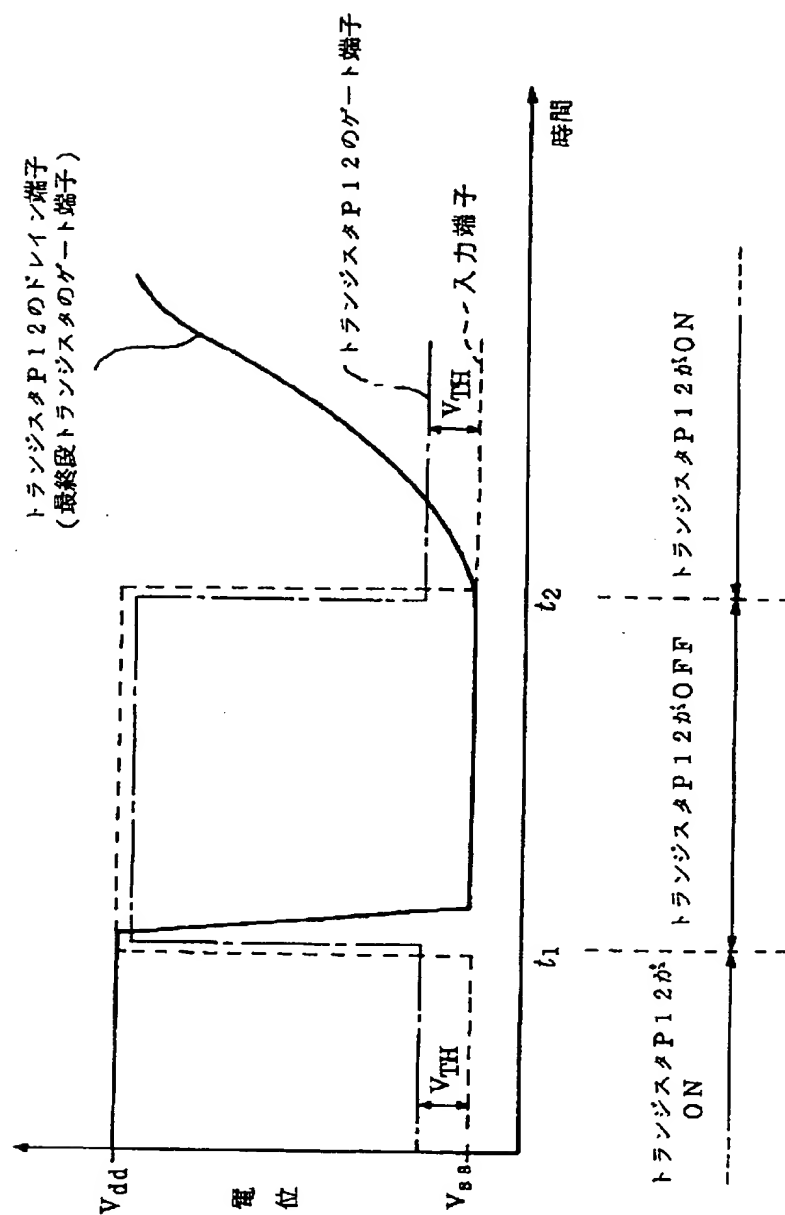 トランジスタP12のドレイン端子
(最終段トランジスタのゲート端子)
トランジスタP12のゲート端子
入力端子
Vdd
電位
Vss
VTH
VTH
t1
t2
時間
トランジスタP12が
ON
トランジスタP12がOFF
トランジスタP12がON